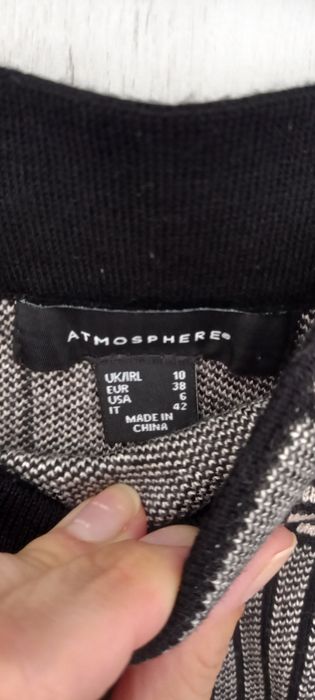 ATMOSPHERE®
UK/IRL 10
EUR 38
USA 6
IT 42
MADE IN
CHINA